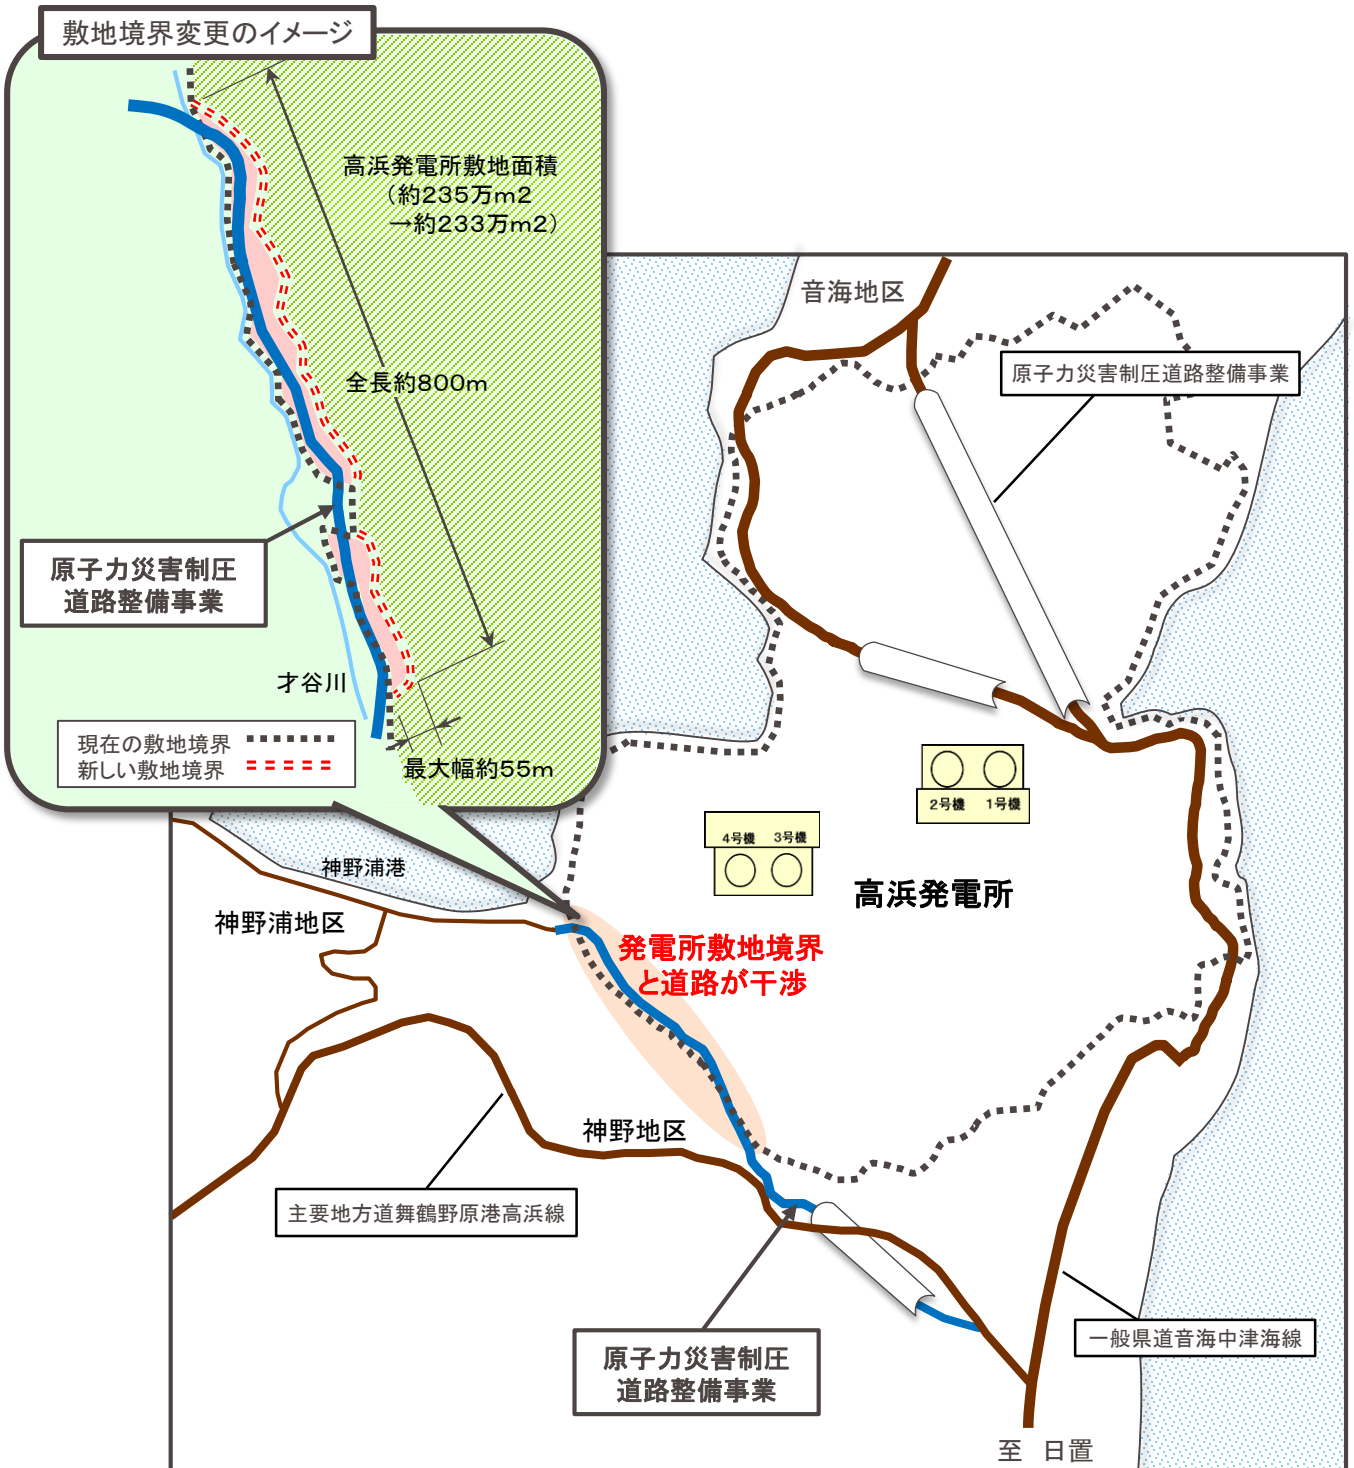 敷地境界変更のイメージ
高浜発電所敷地面積
（約235万m2
→約233万m2）
全長約800m
原子力災害制圧
道路整備事業
才谷川
現在の敷地境界
新しい敷地境界
最大幅約55m
音海地区
原子力災害制圧道路整備事業
2号機 1号機
4号機 3号機
高浜発電所
神野浦港
神野浦地区
発電所敷地境界
と道路が干渉
神野地区
主要地方道舞鶴野原港高浜線
原子力災害制圧
道路整備事業
一般県道音海中津海線
至 日置